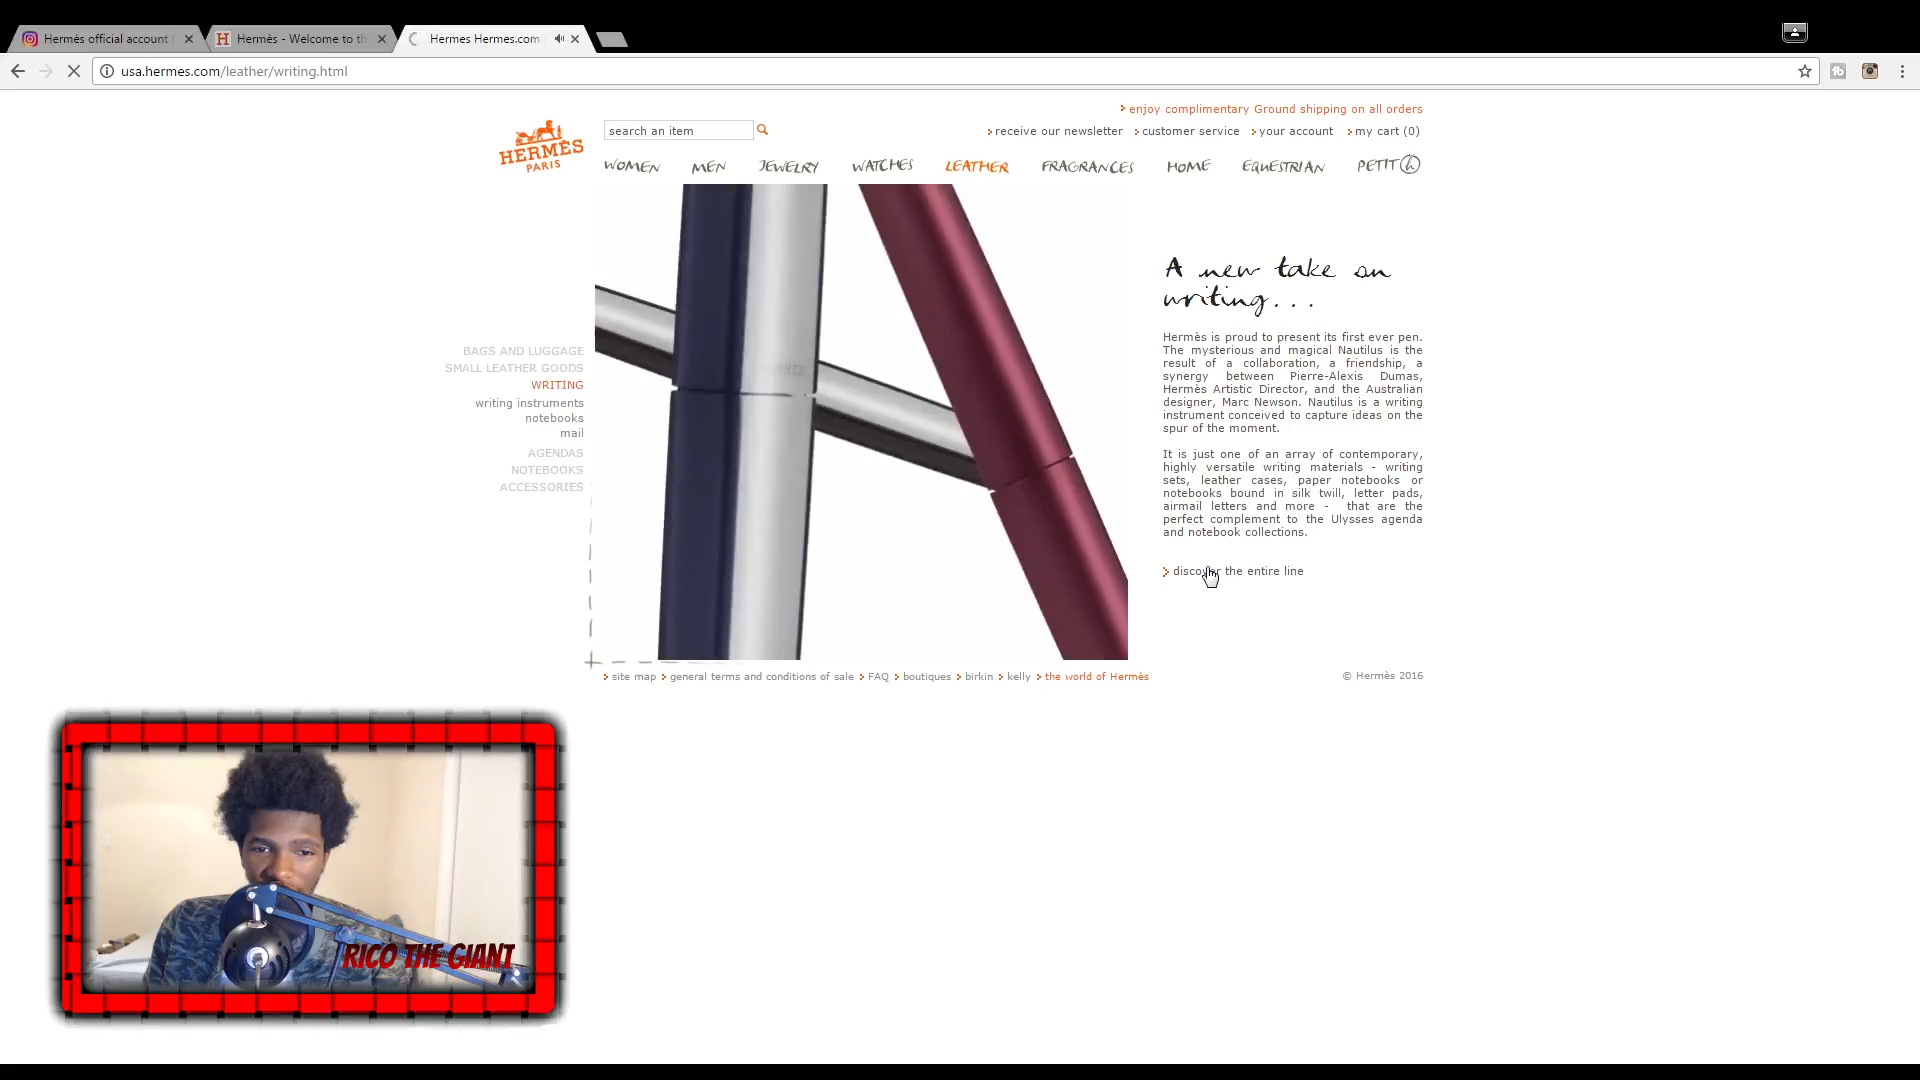 Hermès official account
Hermès - Welcome to th
Hermes Hermes.com
usa.hermes.com/leather/writing.html
enjoy complimentary Ground shipping on all orders
search an item
receive our newsletter
customer service
your account
my cart (0)
HERMÈS
PARIS
WOMEN
MEN
JEWELRY
WATCHES
LEATHER
FRAGRANCES
HOME
EQUESTRIAN
PETIT h
A new take on
writing...
Hermès is proud to present its first ever pen.
The mysterious and magical Nautilus is the
result of a collaboration, a friendship, a
synergy between Pierre-Alexis Dumas,
Hermès Artistic Director, and the Australian
designer, Marc Newson. Nautilus is a writing
instrument conceived to capture ideas on the
spur of the moment.
It is just one of an array of contemporary,
highly versatile writing materials - writing
sets, leather cases, paper notebooks or
notebooks bound in silk twill, letter pads,
airmail letters and more - that are the
perfect complement to the Ulysses agenda
and notebook collections.
discover the entire line
BAGS AND LUGGAGE
SMALL LEATHER GOODS
WRITING
writing instruments
notebooks
mail
AGENDAS
NOTEBOOKS
ACCESSORIES
site map
general terms and conditions of sale
FAQ
boutiques
birkin
kelly
the world of Hermès
© Hermès 2016
RICO THE GIANT